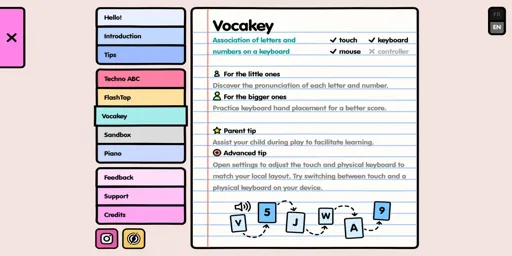 Hello!
Introduction
Tips
Techno ABC
FlashTap
Vocakey
Sandbox
Piano
Feedback
Support
Credits
Vocakey
Association of letters and
numbers on a keyboard
touch
keyboard
mouse
controller
For the little ones
Discover the pronunciation of each letter and number.
For the bigger ones
Practice keyboard hand placement for a better score.
Parent tip
Assist your child during play to facilitate learning.
Advanced tip
Open settings to adjust the touch and physical keyboard to
match your local layout. Try switching between touch and a
physical keyboard on your device.
V
5
J
W
A
9
FR
EN